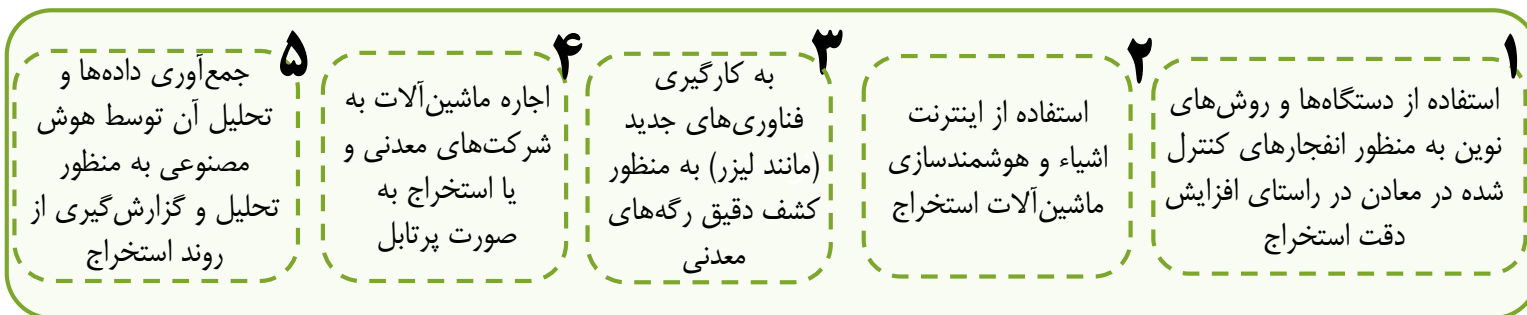 ۱
استفاده از دستگاه‌ها و روش‌های
نوین به منظور انفجارهای کنترل
شده در معادن در راستای افزایش
دقت استخراج
۲
استفاده از اینترنت
اشیاء و هوشمندسازی
ماشین‌آلات استخراج
۳
به کارگیری
فناوری‌های جدید
(مانند لیزر) به منظور
کشف دقیق رگه‌های
معدنی
۴
اجاره ماشین‌آلات به
شرکت‌های معدنی و
یا استخراج به
صورت پرتابل
۵
جمع‌آوری داده‌ها و
تحلیل آن توسط هوش
مصنوعی به منظور
تحلیل و گزارش‌گیری از
روند استخراج